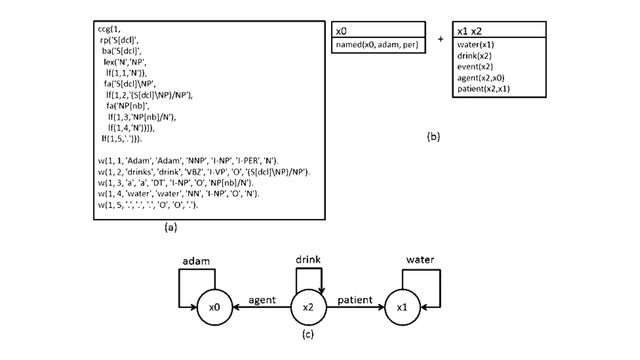 ccg(1,
rp('S[dcl]',
ba('S[dcl]',
lex('N','NP',
lf(1,1,'N')),
fa('S[dcl]\NP',
lf(1,2,'(S[dcl]\NP)/NP'),
fa('NP[nb]',
lf(1,3,'NP[nb]/N'),
lf(1,4,'N')))),
lf(1,5,'.'))).
w(1, 1, 'Adam', 'Adam', 'NNP', 'I-NP', 'I-PER', 'N').
w(1, 2, 'drinks', 'drink', 'VBZ', 'I-VP', 'O', '(S[dcl]\NP)/NP').
w(1, 3, 'a', 'a', 'DT', 'I-NP', 'O', 'NP[nb]/N').
w(1, 4, 'water', 'water', 'NN', 'I-NP', 'O', 'N').
w(1, 5, '.', '.', '.', 'O', 'O', '.').
(a)
x0
named(x0, adam, per)
+
x1 x2
water(x1)
drink(x2)
event(x2)
agent(x2,x0)
patient(x2,x1)
(b)
adam
drink
water
x0
agent
x2
patient
x1
(c)